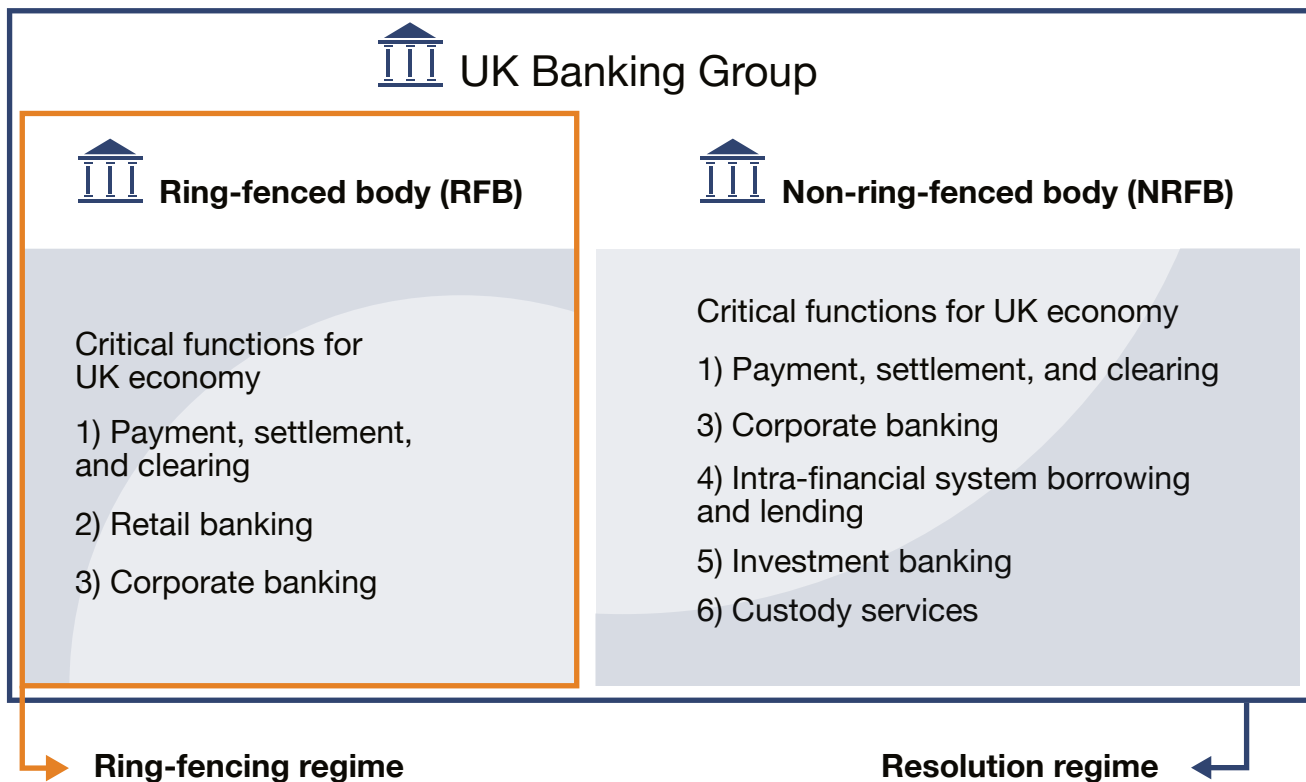 UK Banking Group
Ring-fenced body (RFB)
Critical functions for
UK economy
1) Payment, settlement,
and clearing
2) Retail banking
3) Corporate banking
Non-ring-fenced body (NRFB)
Critical functions for UK economy
1) Payment, settlement, and clearing
3) Corporate banking
4) Intra-financial system borrowing
and lending
5) Investment banking
6) Custody services
Ring-fencing regime
Resolution regime